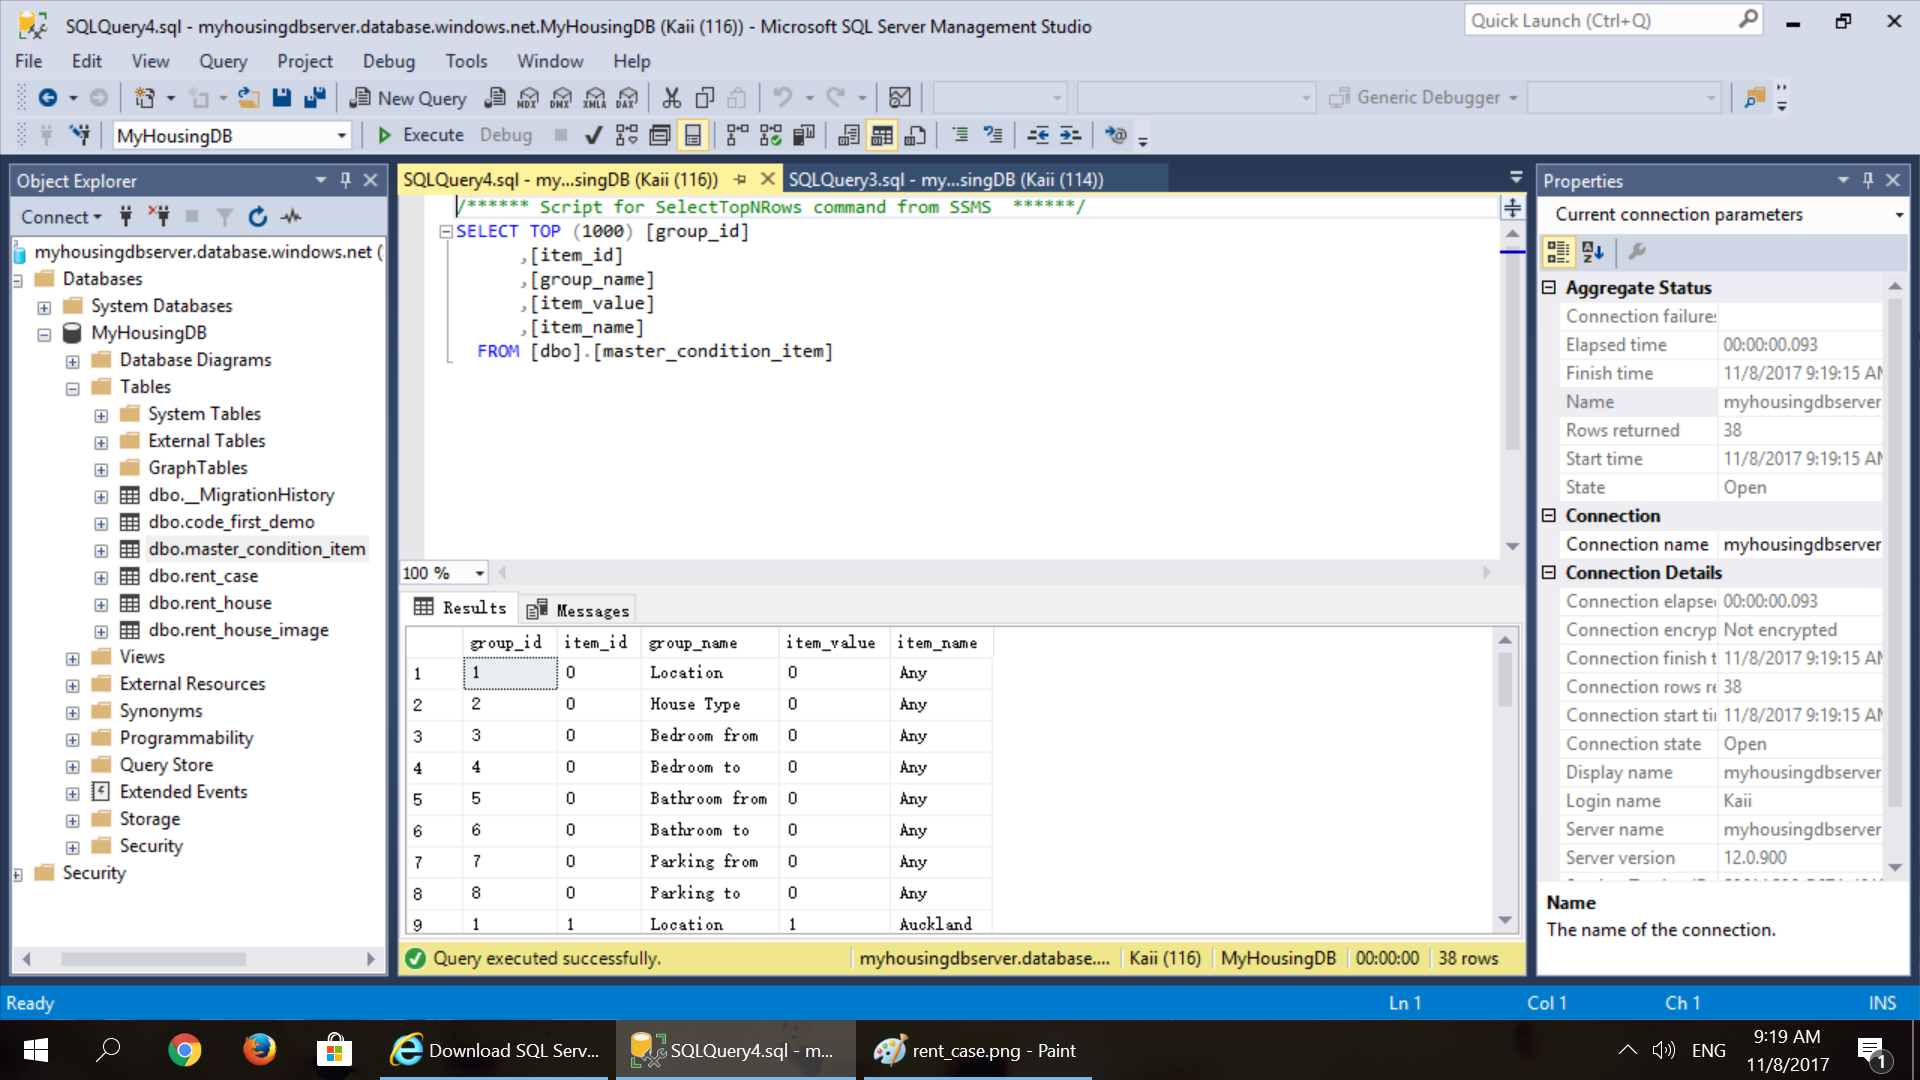 SQLQuery4.sql - myhousingdbserver.database.windows.net.MyHousingDB (Kaii (116)) - Microsoft SQL Server Management Studio
Quick Launch (Ctrl+Q)
File Edit View Query Project Debug Tools Window Help
New Query MDX DMX XMLA DAX Generic Debugger
MyHousingDB Execute Debug
Object Explorer
Connect
myhousingdbserver.database.windows.net (
Databases
System Databases
MyHousingDB
Database Diagrams
Tables
System Tables
External Tables
GraphTables
dbo.__MigrationHistory
dbo.code_first_demo
dbo.master_condition_item
dbo.rent_case
dbo.rent_house
dbo.rent_house_image
Views
External Resources
Synonyms
Programmability
Query Store
Extended Events
Storage
Security
Security
SQLQuery4.sql - my...singDB (Kaii (116)) SQLQuery3.sql - my...singDB (Kaii (114))
/****** Script for SelectTopNRows command from SSMS  ******/
SELECT TOP (1000) [group_id]
,[item_id]
,[group_name]
,[item_value]
,[item_name]
FROM [dbo].[master_condition_item]
100 %
Results Messages
group_id item_id group_name item_value item_name
1 1 0 Location 0 Any
2 2 0 House Type 0 Any
3 3 0 Bedroom from 0 Any
4 4 0 Bedroom to 0 Any
5 5 0 Bathroom from 0 Any
6 6 0 Bathroom to 0 Any
7 7 0 Parking from 0 Any
8 8 0 Parking to 0 Any
9 1 1 Location 1 Auckland
Query executed successfully. myhousingdbserver.database.... Kaii (116) MyHousingDB 00:00:00 38 rows
Properties
Current connection parameters
Aggregate Status
Connection failures
Elapsed time 00:00:00.093
Finish time 11/8/2017 9:19:15 AM
Name myhousingdbserver
Rows returned 38
Start time 11/8/2017 9:19:15 AM
State Open
Connection
Connection name myhousingdbserver
Connection Details
Connection elapse 00:00:00.093
Connection encryp Not encrypted
Connection finish t 11/8/2017 9:19:15 AM
Connection rows re 38
Connection start ti 11/8/2017 9:19:15 AM
Connection state Open
Display name myhousingdbserver
Login name Kaii
Server name myhousingdbserver
Server version 12.0.900
Name
The name of the connection.
Ready Ln 1 Col 1 Ch 1 INS
Download SQL Serv... SQLQuery4.sql - m... rent_case.png - Paint
ENG
9:19 AM
11/8/2017
1